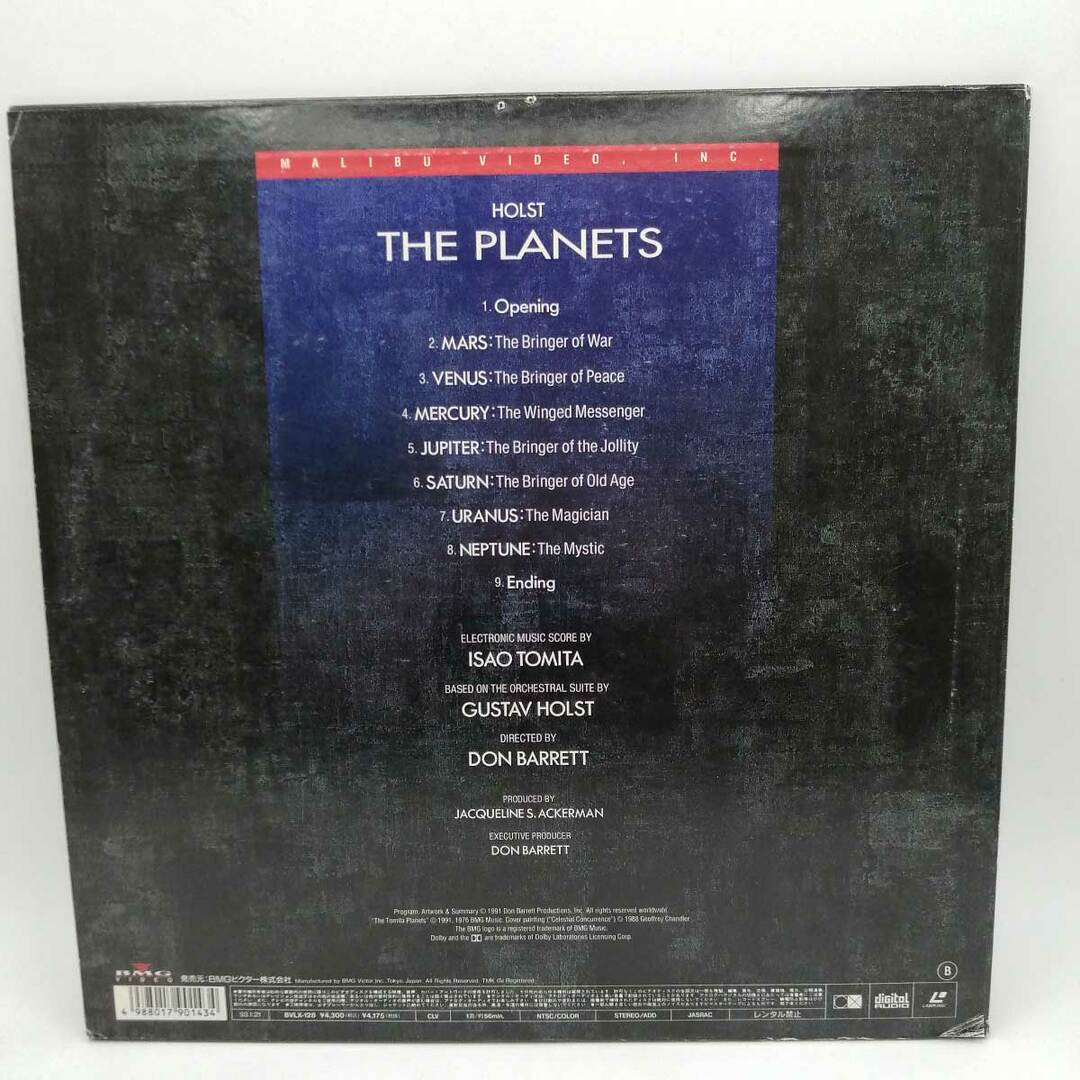 MALIBU VIDEO, INC.
HOLST
THE PLANETS
1. Opening
2. MARS: The Bringer of War
3. VENUS: The Bringer of Peace
4. MERCURY: The Winged Messenger
5. JUPITER: The Bringer of the Jollity
6. SATURN: The Bringer of Old Age
7. URANUS: The Magician
8. NEPTUNE: The Mystic
9. Ending
ELECTRONIC MUSIC SCORE BY
ISAO TOMITA
BASED ON THE ORCHESTRAL SUITE BY
GUSTAV HOLST
DIRECTED BY
DON BARRETT
PRODUCED BY
JACQUELINE S. ACKERMAN
EXECUTIVE PRODUCER
DON BARRETT
Program, Artwork & Summary © 1991 Don Barrett Productions, Inc. All rights reserved worldwide.
"The Tomita Planets" © 1991, 1976 BMG Music. Cover painting ("Celestial Concurrence") © 1988 Geoffrey Chandler
The BMG logo is a registered trademark of BMG Music.
Dolby and the are trademarks of Dolby Laboratories Licensing Corp.
BMG
VIDEO
発売元:BMGビクター株式会社 Manufactured by BMG Victor Inc. Tokyo, Japan. All Rights Reserved. TMK(S) Registered.
B
4 988017 901434
BVLX-128 ¥4,300(税込) ¥4,175(税抜) CLV 56min. NTSC/COLOR STEREO/ADD JASRAC レンタル禁止
digital
AUDIO